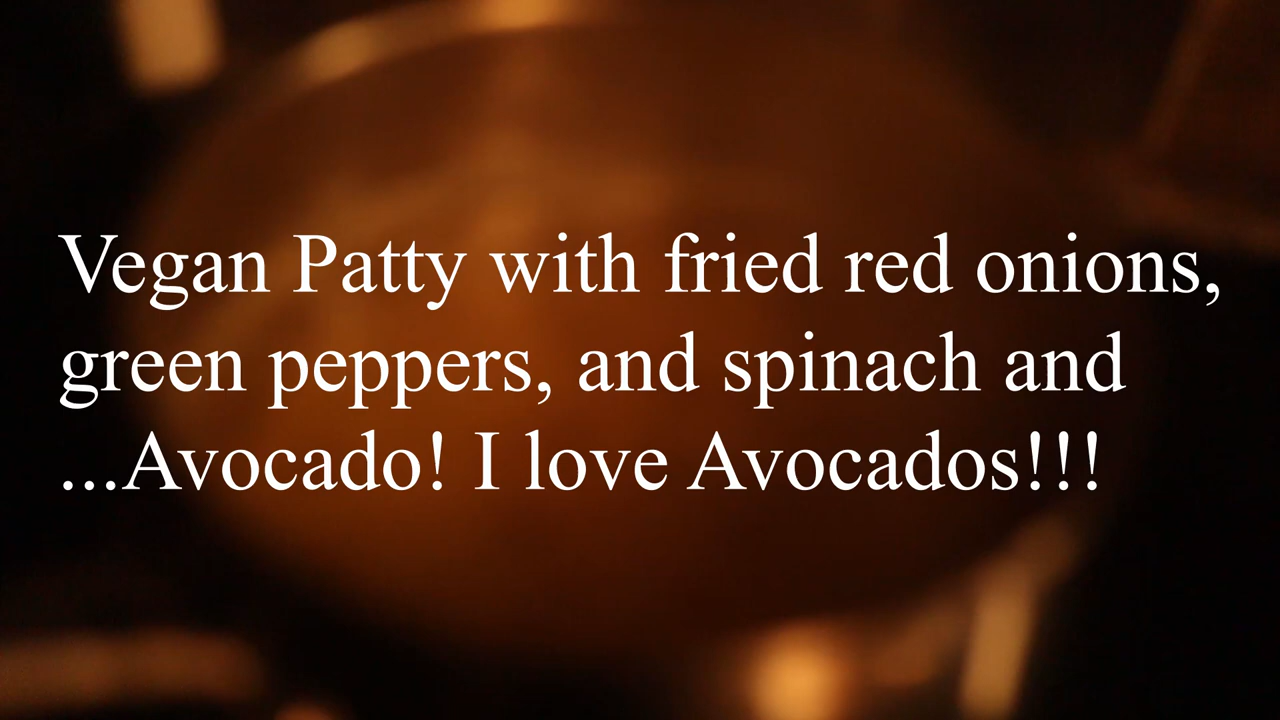 Vegan Patty with fried red onions,
green peppers, and spinach and
...Avocado! I love Avocados!!!